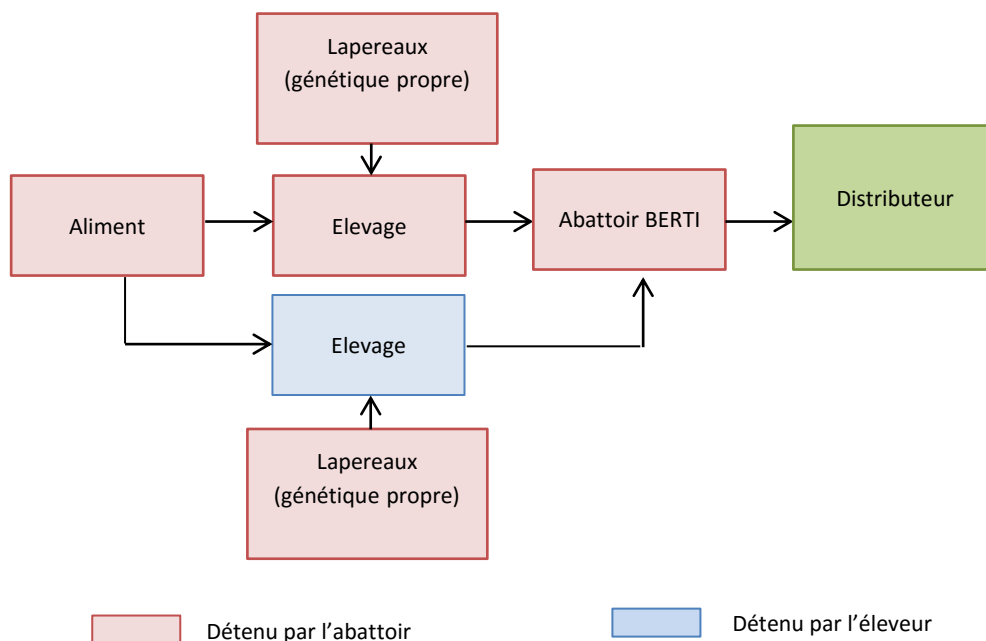 Lapereaux
(génétique propre)
Aliment
Elevage
Abattoir BERTI
Distributeur
Elevage
Lapereaux
(génétique propre)
Détenu par l’abattoir
Détenu par l’éleveur